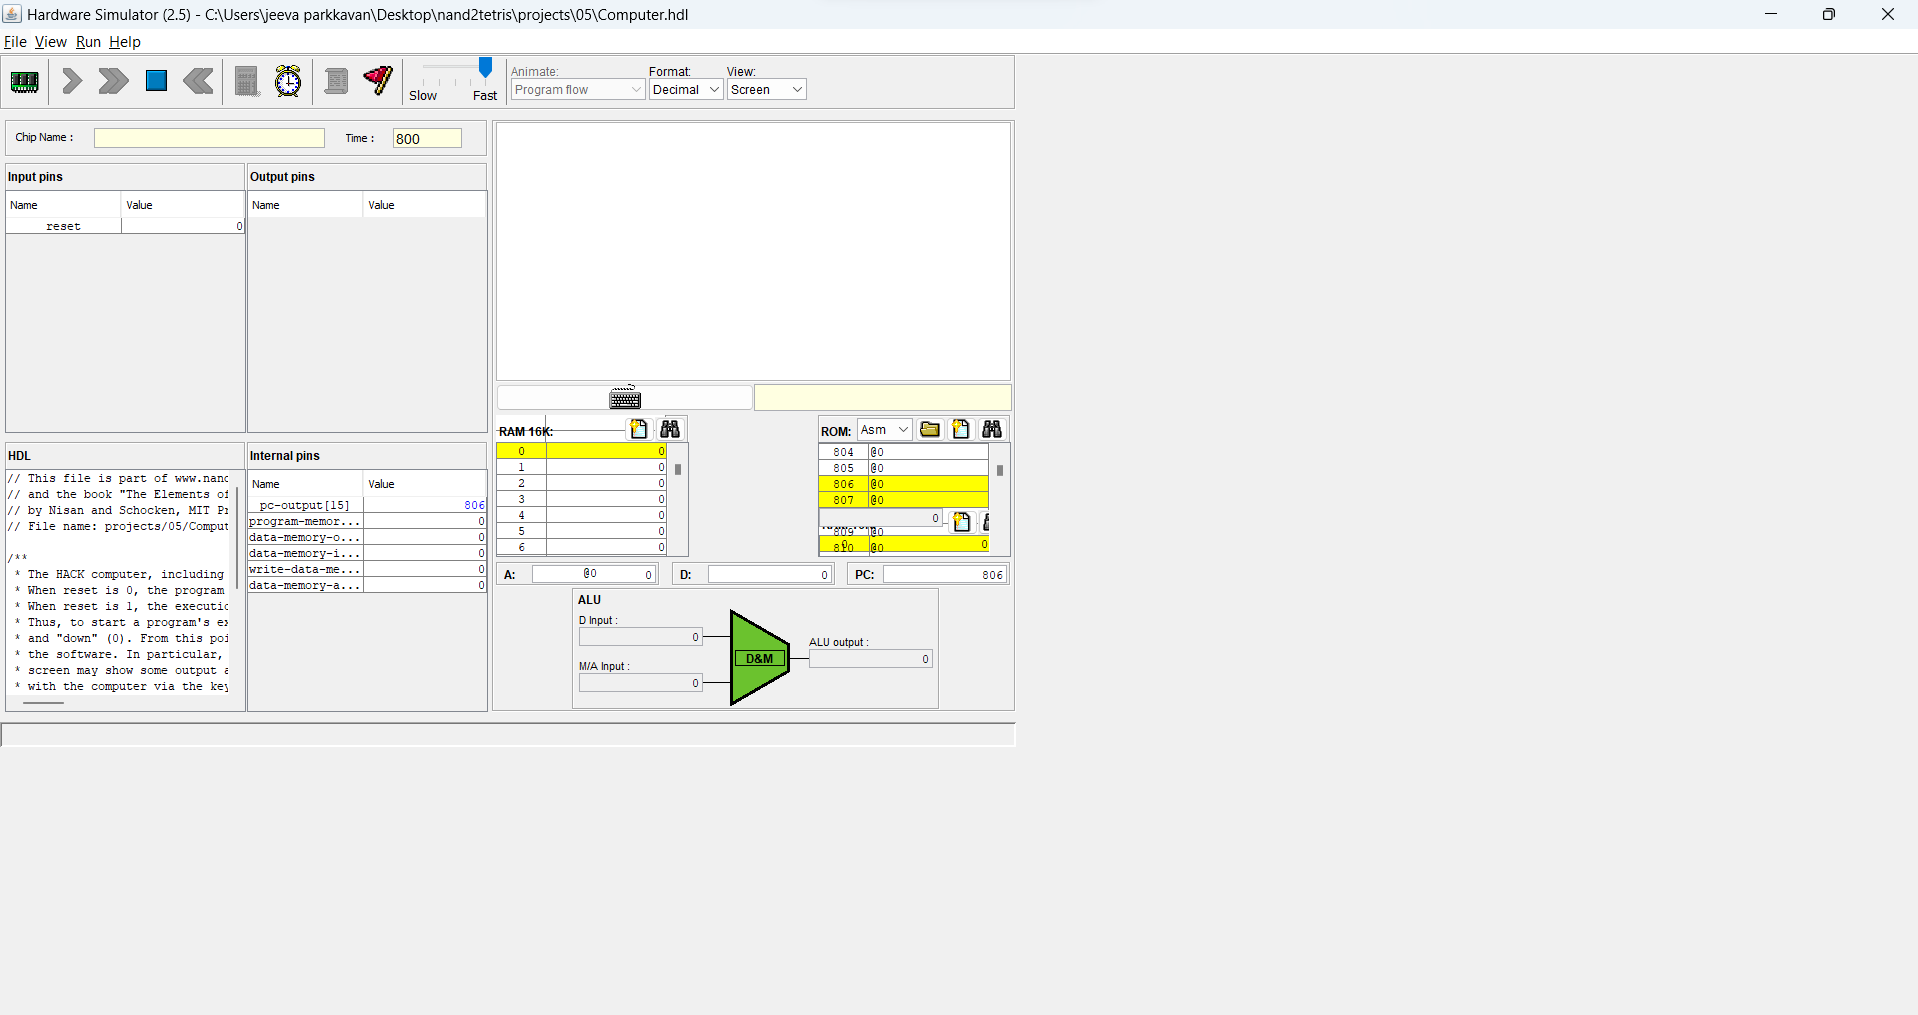 Hardware Simulator (2.5) - C:\Users\jeeva parkkavan\Desktop\nand2tetris\projects\05\Computer.hdl
File View Run Help
Slow Fast
Animate: Format: View:
Program flow Decimal Screen
Chip Name : Time : 800
Input pins
Name Value
reset 0
Output pins
Name Value
HDL
// This file is part of www.nand
// and the book "The Elements of
// by Nisan and Schocken, MIT Pr
// File name: projects/05/Comput
/**
* The HACK computer, including
* When reset is 0, the program
* When reset is 1, the executio
* Thus, to start a program's ex
* and "down" (0). From this poi
* the software. In particular,
* screen may show some output a
* with the computer via the key
Internal pins
Name Value
pc-output[15] 806
program-memor... 0
data-memory-o... 0
data-memory-i... 0
write-data-me... 0
data-memory-a... 0
RAM 16K:
0 0
1 0
2 0
3 0
4 0
5 0
6 0
ROM: Asm
804 @0
805 @0
806 @0
807 @0
0
809 @0
810 @0 0
A: @0 0
D: 0
PC: 806
ALU
D Input :
0
M/A Input :
0
D&M
ALU output :
0